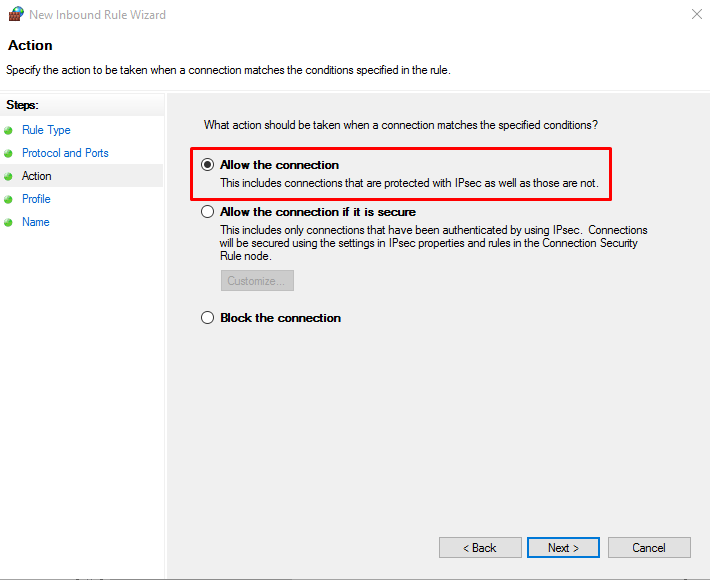 New Inbound Rule Wizard
Action
Specify the action to be taken when a connection matches the conditions specified in the rule.
Steps:
Rule Type
Protocol and Ports
Action
Profile
Name
What action should be taken when a connection matches the specified conditions?
Allow the connection
This includes connections that are protected with IPsec as well as those are not.
Allow the connection if it is secure
This includes only connections that have been authenticated by using IPsec. Connections
will be secured using the settings in IPsec properties and rules in the Connection Security
Rule node.
Customize...
Block the connection
< Back
Next >
Cancel